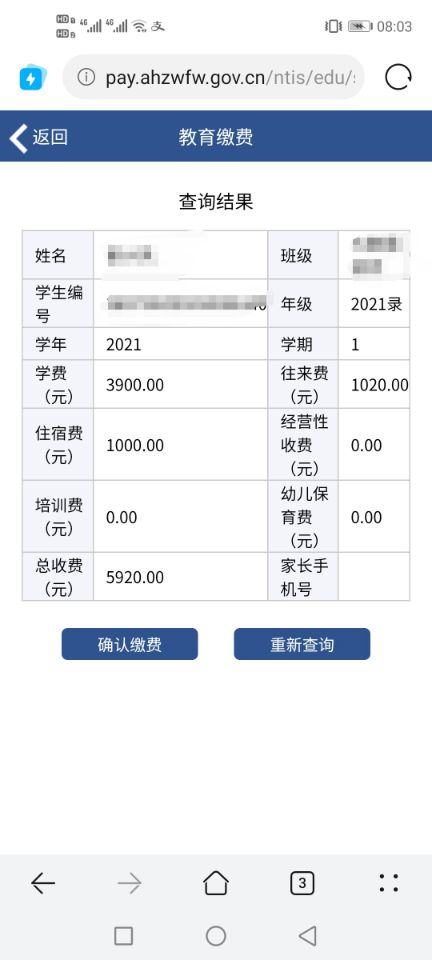 08:03
pay.ahzwfw.gov.cn/ntis/edu/
返回
教育缴费
查询结果
姓名
班级
学生编号
年级 2021录
学年 2021 学期 1
学费（元） 3900.00 往来费（元） 1020.00
住宿费（元） 1000.00 经营性收费（元） 0.00
培训费（元） 0.00 幼儿保育费（元） 0.00
总收费（元） 5920.00 家长手机号
确认缴费 重新查询
3